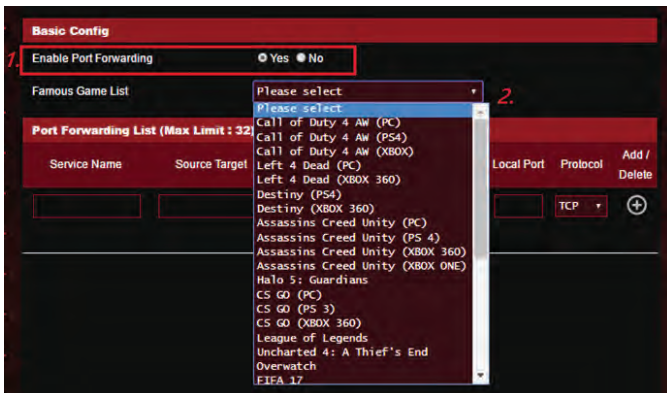 Basic Config
1.
Enable Port Forwarding Yes No
Famous Game List Please select
2.
Please select
Call of Duty 4 AW (PC)
Call of Duty 4 AW (PS4)
Call of Duty 4 AW (XBOX)
Left 4 Dead (PC)
Left 4 Dead (XBOX 360)
Destiny (PS4)
Destiny (XBOX 360)
Assassins Creed Unity (PC)
Assassins Creed Unity (PS 4)
Assassins Creed Unity (XBOX 360)
Assassins Creed Unity (XBOX ONE)
Halo 5: Guardians
CS GO (PC)
CS GO (PS 3)
CS GO (XBOX 360)
League of Legends
Uncharted 4: A Thief's End
Overwatch
FIFA 17
Port Forwarding List (Max Limit : 32)
Service Name Source Target Local Port Protocol Add / Delete
TCP